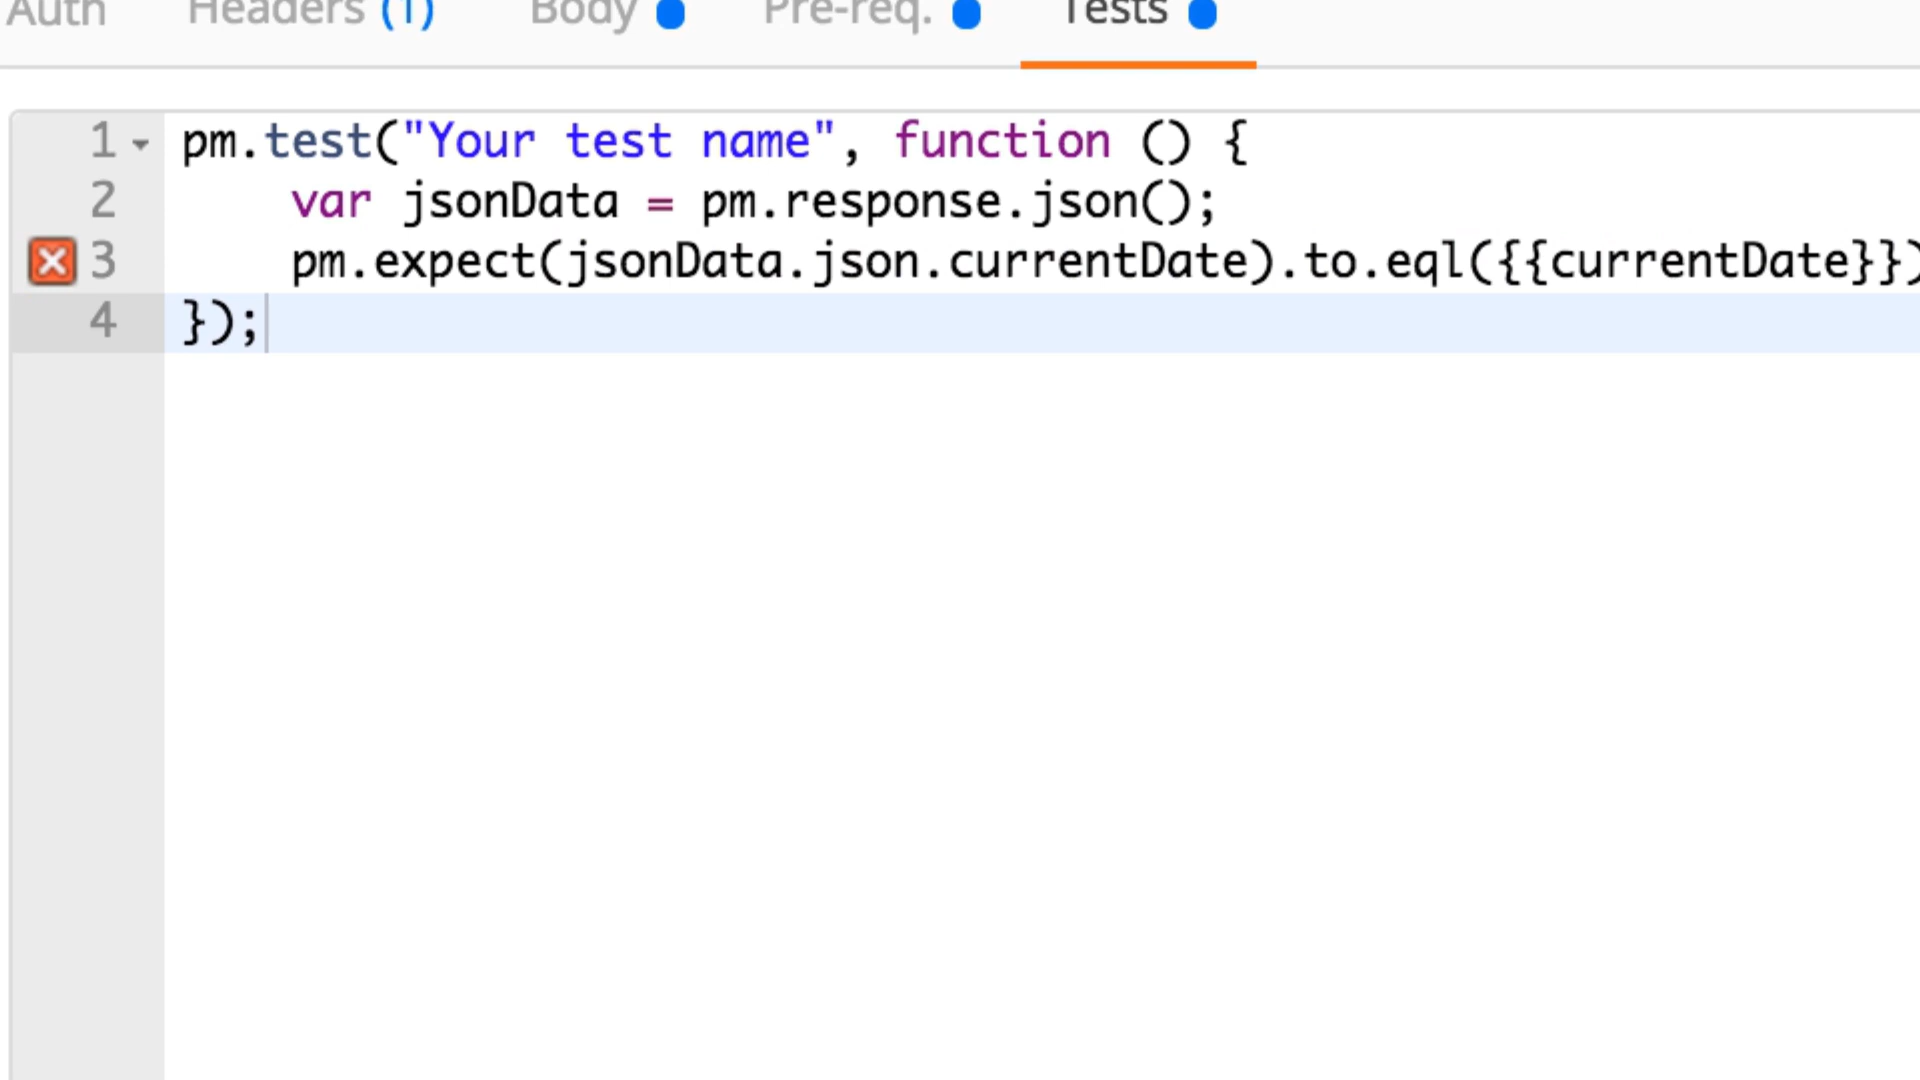 Auth Headers (1) Body Pre-req. Tests
1 pm.test("Your test name", function () {
2 var jsonData = pm.response.json();
3 pm.expect(jsonData.json.currentDate).to.eql({{currentDate}})
4 });